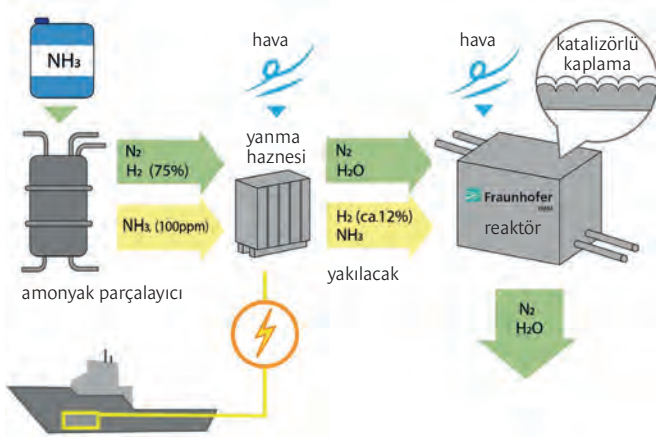 NH₃
hava
hava
katalizörlü
kaplama
N₂
H₂ (75%)
NH₃, (100ppm)
yanma
haznesi
N₂
H₂O
H₂ (ca.12%)
NH₃
Fraunhofer
IMM
reaktör
amonyak parçalayıcı
yakılacak
N₂
H₂O